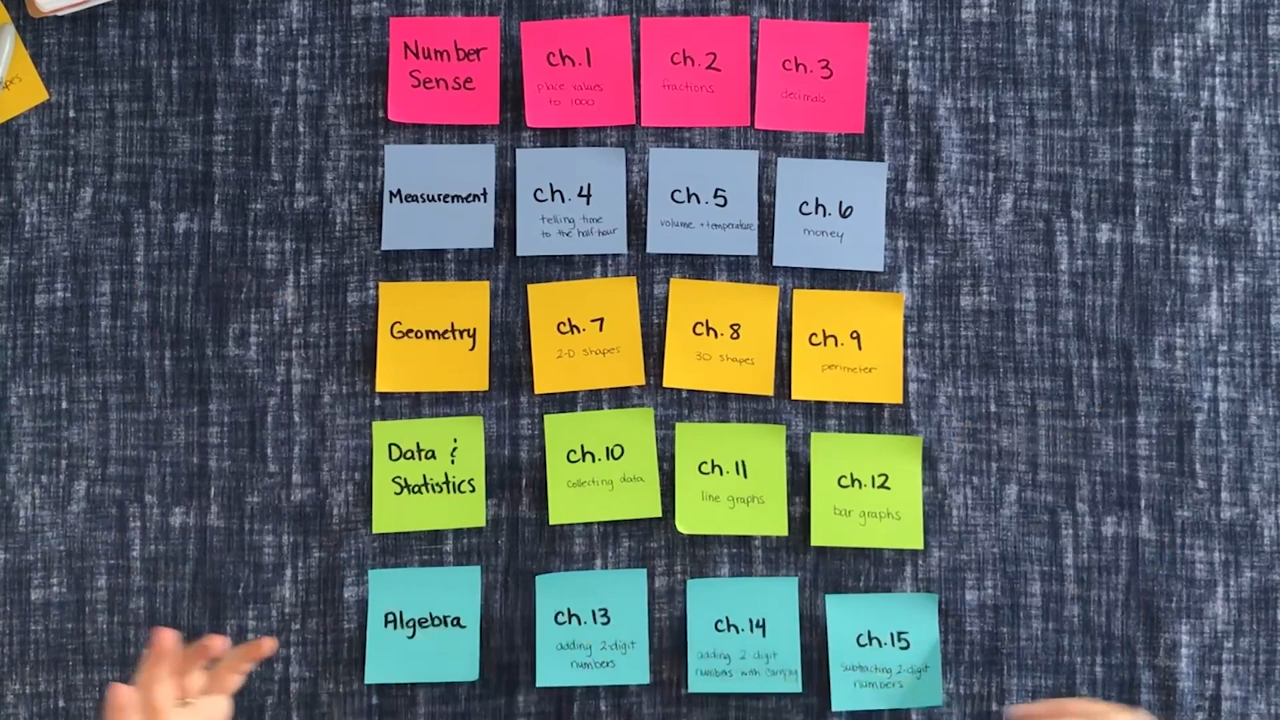 Number
Sense
ch.1
place values
to 1000
ch.2
fractions
ch.3
decimals
Measurement
ch.4
telling time
to the half-hour
ch.5
volume + temperature
ch.6
money
Geometry
ch.7
2-D shapes
ch.8
3D shapes
ch.9
perimeter
Data &
Statistics
ch.10
collecting data
ch.11
line graphs
ch.12
bar graphs
Algebra
ch.13
adding 2-digit
numbers
ch.14
adding 2-digit
numbers with carrying
ch.15
subtracting 2-digit
numbers